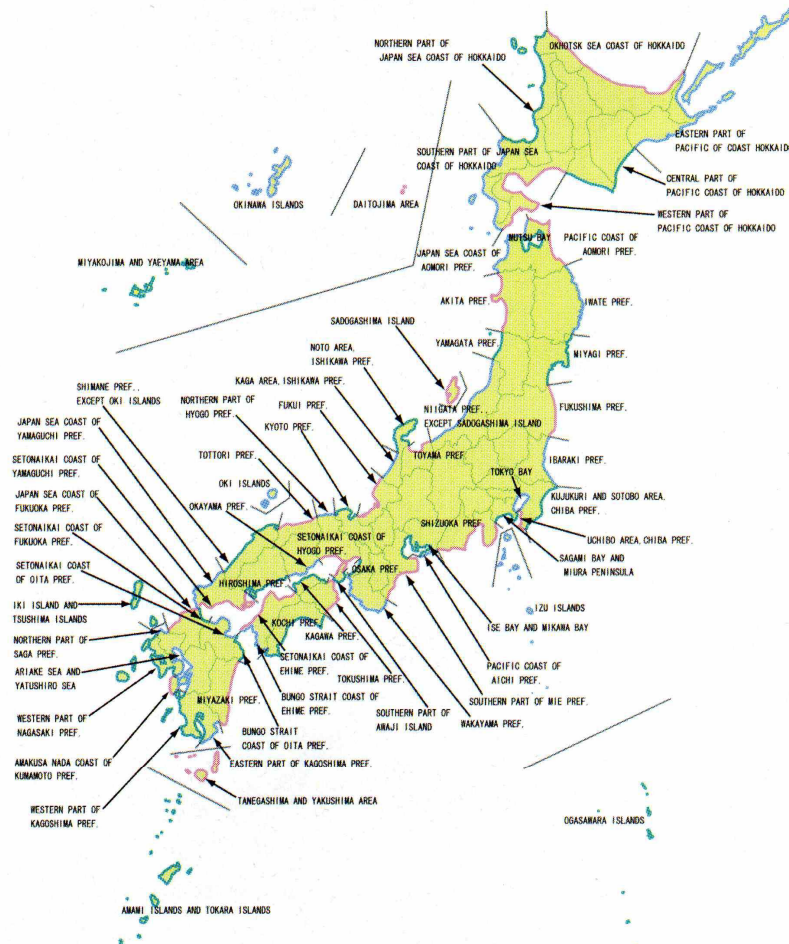 NORTHERN PART OF
JAPAN SEA COAST OF HOKKAIDO
OKHOTSK SEA COAST OF HOKKAIDO
EASTERN PART OF
PACIFIC OF COAST HOKKAIDO
SOUTHERN PART OF JAPAN SEA
COAST OF HOKKAIDO
CENTRAL PART OF
PACIFIC COAST OF HOKKAIDO
WESTERN PART OF
PACIFIC COAST OF HOKKAIDO
OKINAWA ISLANDS
DAITOJIMA AREA
MIYAKOJIMA AND YAEYAMA AREA
MUTSU BAY
PACIFIC COAST OF
AOMORI PREF.
JAPAN SEA COAST OF
AOMORI PREF.
AKITA PREF.
IWATE PREF.
SADOGASHIMA ISLAND
YAMAGATA PREF.
MIYAGI PREF.
NOTO AREA,
ISHIKAWA PREF.
KAGA AREA, ISHIKAWA PREF.
SHIMANE PREF.,
EXCEPT OKI ISLANDS
NORTHERN PART OF
HYOGO PREF.
FUKUI PREF.
KYOTO PREF.
NIIGATA PREF.,
EXCEPT SADOGASHIMA ISLAND
FUKUSHIMA PREF.
JAPAN SEA COAST OF
YAMAGUCHI PREF.
TOTTORI PREF.
TOYAMA PREF.
IBARAKI PREF.
SETONAIKAI COAST OF
YAMAGUCHI PREF.
OKI ISLANDS
TOKYO BAY
JAPAN SEA COAST OF
FUKUOKA PREF.
OKAYAMA PREF.
KUJUKURI AND SOTOBO AREA,
CHIBA PREF.
SETONAIKAI COAST OF
FUKUOKA PREF.
SETONAIKAI COAST OF
HYOGO PREF.
SHIZUOKA PREF.
UCHIBO AREA, CHIBA PREF.
SAGAMI BAY AND
MIURA PENINSULA
SETONAIKAI COAST
OF OITA PREF.
HIROSHIMA PREF.
OSAKA PREF.
IKI ISLAND AND
TSUSHIMA ISLANDS
IZU ISLANDS
KOCHI PREF.
KAGAWA PREF.
ISE BAY AND MIKAWA BAY
NORTHERN PART OF
SAGA PREF.
SETONAIKAI COAST OF
EHIME PREF.
TOKUSHIMA PREF.
PACIFIC COAST OF
AICHI PREF.
ARIAKE SEA AND
YATUSHIRO SEA
MIYAZAKI PREF.
BUNGO STRAIT COAST OF
EHIME PREF.
SOUTHERN PART OF MIE PREF.
WESTERN PART OF
NAGASAKI PREF.
SOUTHERN PART OF
AWAJI ISLAND
WAKAYAMA PREF.
BUNGO STRAIT
COAST OF OITA PREF.
AMAKUSA NADA COAST OF
KUMAMOTO PREF.
EASTERN PART OF KAGOSHIMA PREF.
TANEGASHIMA AND YAKUSHIMA AREA
WESTERN PART OF
KAGOSHIMA PREF.
OGASAWARA ISLANDS
AMAMI ISLANDS AND TOKARA ISLANDS